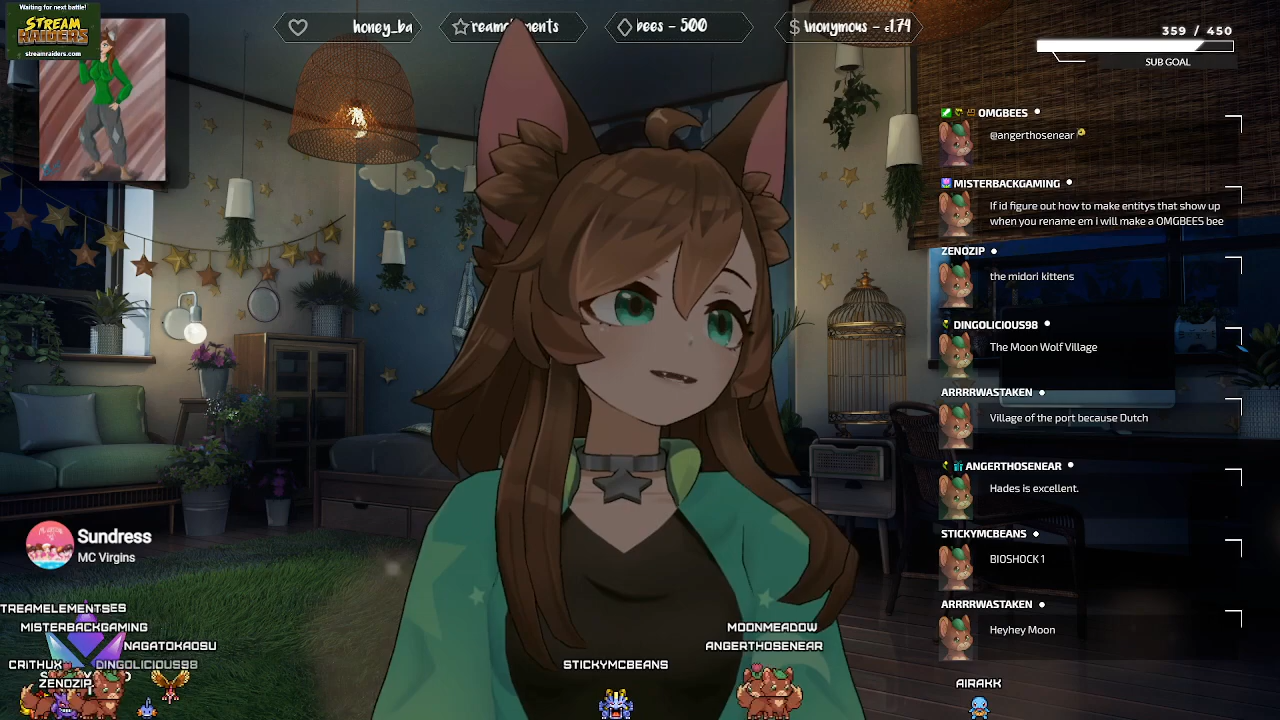 Waiting for next battle!
STREAM
RAIDERS
streamraiders.com
honey_ba
reamelements
bees - 500
Anonymous - €1.74
359 / 450
SUB GOAL
OMGBEES
@angerthosenear
MISTERBACKGAMING
If id figure out how to make entitys that show up
when you rename em i will make a OMGBEES bee
ZENOZIP
the midori kittens
DINGOLICIOUS98
The Moon Wolf Village
ARRRRWASTAKEN
Village of the port because Dutch
ANGERTHOSENEAR
Hades is excellent.
STICKYMCBEANS
BIOSHOCK 1
ARRRRWASTAKEN
Heyhey Moon
Sundress
MC Virgins
TREAMELEMENTSES
MISTERBACKGAMING
NAGATOKAOSU
CRITHUX
DINGOLICIOUS98
ZENOZIP
STICKYMCBEANS
MOONMEADOW
ANGERTHOSENEAR
AIRAKK